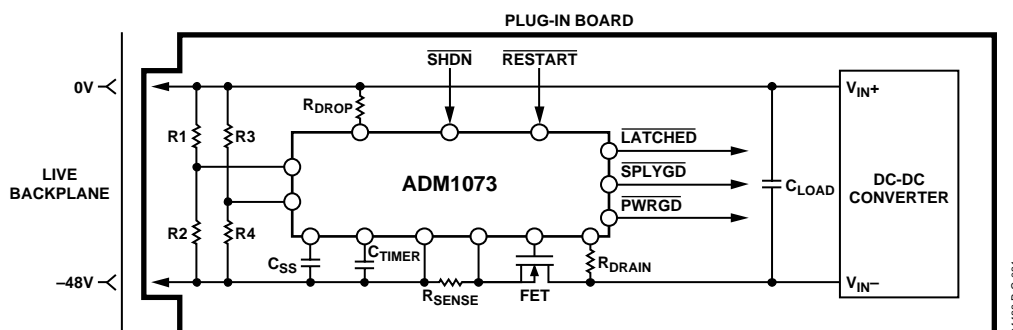 PLUG-IN BOARD
SHDN
RESTART
0V
VIN+
RDROP
R1
R3
LATCHED
LIVE
BACKPLANE
ADM1073
SPLYGD
CLOAD
DC-DC
CONVERTER
PWRGD
R2
R4
CSS
CTIMER
RDRAIN
–48V
RSENSE
FET
VIN–